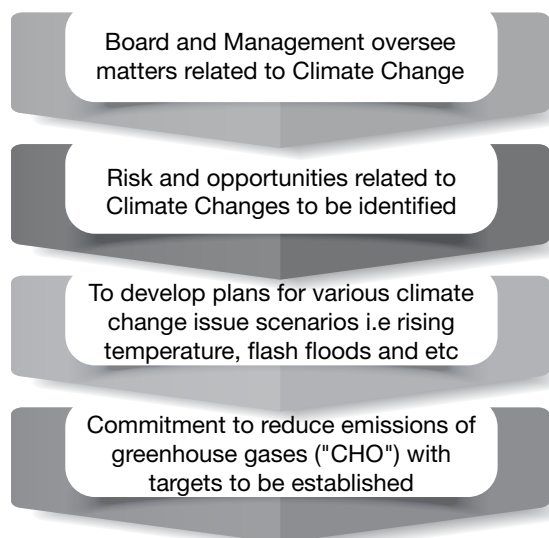 Board and Management oversee
matters related to Climate Change
Risk and opportunities related to
Climate Changes to be identified
To develop plans for various climate
change issue scenarios i.e rising
temperature, flash floods and etc
Commitment to reduce emissions of
greenhouse gases ("CHO") with
targets to be established